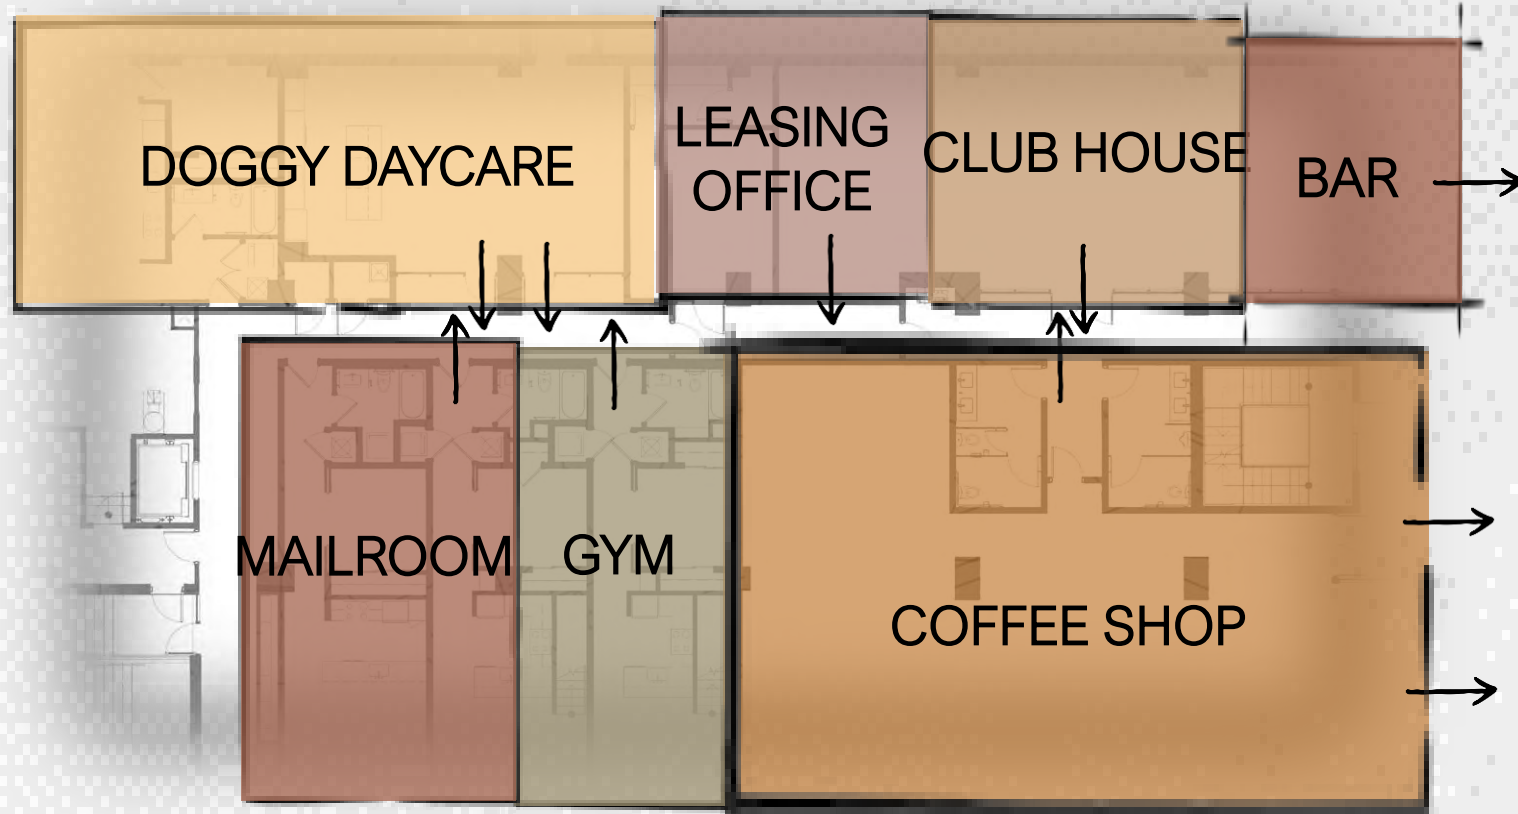 DOGGY DAYCARE
LEASING
OFFICE
CLUB HOUSE
BAR
MAILROOM
GYM
COFFEE SHOP